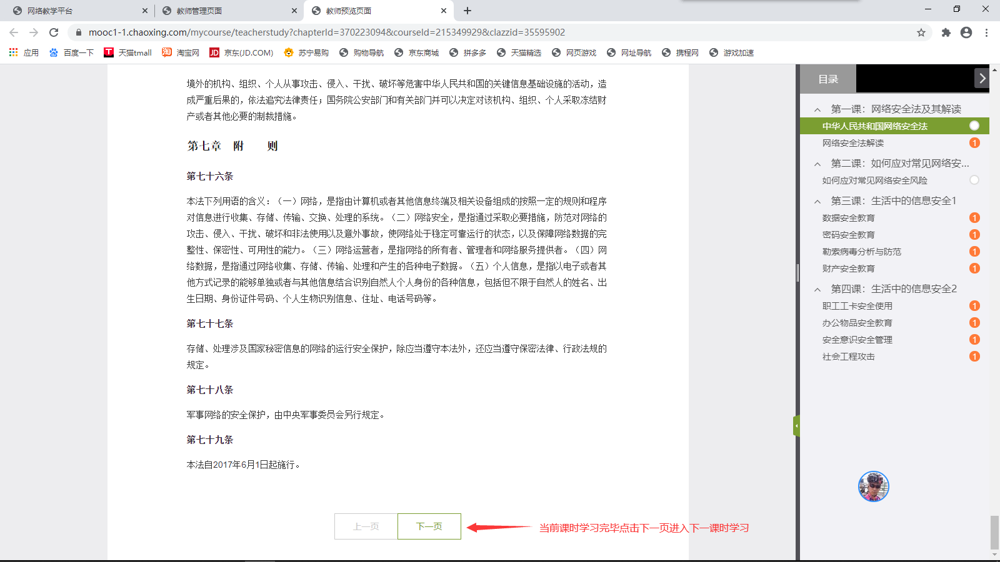 网络教学平台
教师管理页面
教师预览页面
mooc1-1.chaoxing.com/mycourse/teacherstudy?chapterId=370223094&courseId=215349929&clazzid=35595902
应用 百度一下 天猫tmall 淘宝网 京东(JD.COM) 苏宁易购 购物导航 京东商城 拼多多 天猫精选 网页游戏 网址导航 携程网 游戏加速
境外的机构、组织、个人从事攻击、侵入、干扰、破坏等危害中华人民共和国的关键信息基础设施的活动，造
成严重后果的，依法追究法律责任；国务院公安部门和有关部门并可以决定对该机构、组织、个人采取冻结财
产或者其他必要的制裁措施。
第七章 附 则
第七十六条
本法下列用语的含义：（一）网络，是指由计算机或者其他信息终端及相关设备组成的按照一定的规则和程序
对信息进行收集、存储、传输、交换、处理的系统。（二）网络安全，是指通过采取必要措施，防范对网络的
攻击、侵入、干扰、破坏和非法使用以及意外事故，使网络处于稳定可靠运行的状态，以及保障网络数据的完
整性、保密性、可用性的能力。（三）网络运营者，是指网络的所有者、管理者和网络服务提供者。（四）网
络数据，是指通过网络收集、存储、传输、处理和产生的各种电子数据。（五）个人信息，是指以电子或者其
他方式记录的能够单独或者与其他信息结合识别自然人个人身份的各种信息，包括但不限于自然人的姓名、出
生日期、身份证件号码、个人生物识别信息、住址、电话号码等。
第七十七条
存储、处理涉及国家秘密信息的网络的运行安全保护，除应当遵守本法外，还应当遵守保密法律、行政法规的
规定。
第七十八条
军事网络的安全保护，由中央军事委员会另行规定。
第七十九条
本法自2017年6月1日起施行。
上一页 下一页
当前课时学习完毕点击下一页进入下一课时学习
目录
第一课：网络安全法及其解读
中华人民共和国网络安全法
网络安全法解读 1
第二课：如何应对常见网络安...
如何应对常见网络安全风险
第三课：生活中的信息安全1
数据安全教育 1
密码安全教育 1
勒索病毒分析与防范 1
财产安全教育 1
第四课：生活中的信息安全2
职工工卡安全使用 1
办公物品安全教育 1
安全意识安全管理 1
社会工程攻击 1